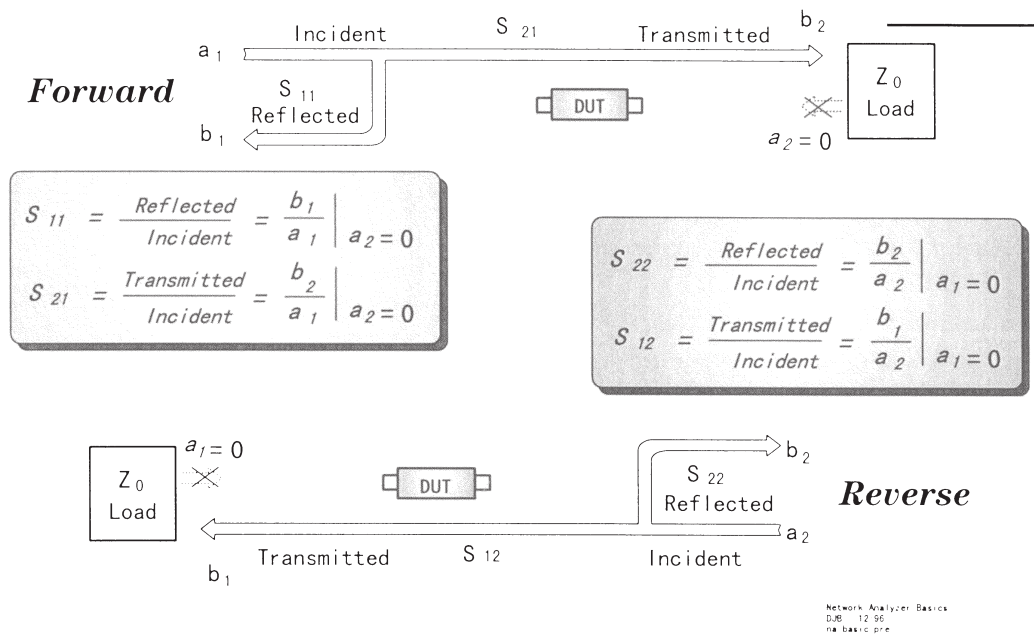 Incident S 21 Transmitted b 2
a 1
Forward
S 11
Reflected
b 1
DUT
Z 0
Load
a 2 = 0
S 11 = Reflected / Incident = b 1 / a 1 | a 2 = 0
S 21 = Transmitted / Incident = b 2 / a 1 | a 2 = 0
S 22 = Reflected / Incident = b 2 / a 2 | a 1 = 0
S 12 = Transmitted / Incident = b 1 / a 2 | a 1 = 0
a 1 = 0
Z 0
Load
DUT
b 2
S 22
Reflected
Reverse
a 2
Transmitted S 12 Incident
b 1
Network Analyzer Basics
DJB 12 96
na basic pre